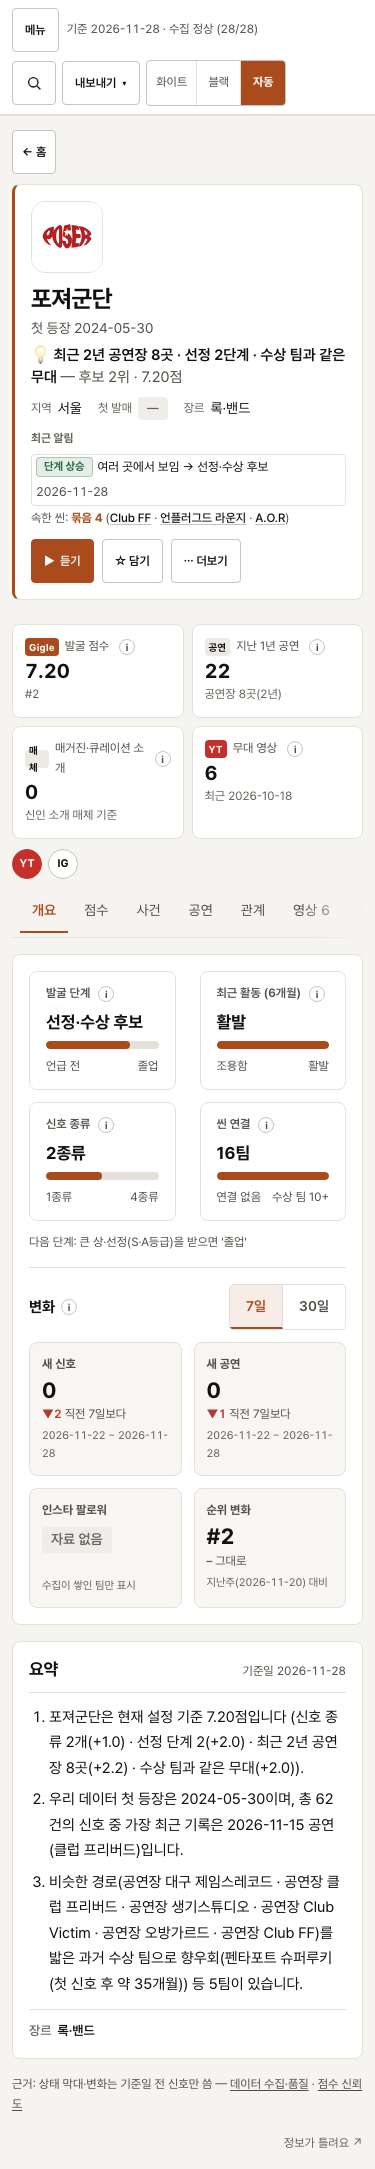 메뉴
기준 2026-11-28 · 수집 정상 (28/28)
내보내기 ▾
화이트
블랙
자동
← 홈
POSER
포져군단
첫 등장 2024-05-30
💡 최근 2년 공연장 8곳 · 선정 2단계 · 수상 팀과 같은
무대 — 후보 2위 · 7.20점
지역 서울 첫 발매 — 장르 록·밴드
최근 알림
단계 상승 여러 곳에서 보임 → 선정·수상 후보
2026-11-28
속한 씬: 묶음 4 (Club FF · 언플러그드 라운지 · A.O.R)
▶ 듣기
☆ 담기
··· 더보기
Gigle 발굴 점수 i
7.20
#2
공연 지난 1년 공연 i
22
공연장 8곳(2년)
매체 매거진·큐레이션 소
개 i
0
신인 소개 매체 기준
YT 무대 영상 i
6
최근 2026-10-18
YT
IG
개요
점수
사건
공연
관계
영상 6
발굴 단계 i
선정·수상 후보
언급 전 졸업
최근 활동 (6개월) i
활발
조용함 활발
신호 종류 i
2종류
1종류 4종류
씬 연결 i
16팀
연결 없음 수상 팀 10+
다음 단계: 큰 상·선정(S·A등급)을 받으면 '졸업'
변화 i
7일
30일
새 신호
0
▼2 직전 7일보다
2026-11-22 – 2026-11-
28
새 공연
0
▼1 직전 7일보다
2026-11-22 – 2026-11-
28
인스타 팔로워
자료 없음
수집이 쌓인 팀만 표시
순위 변화
#2
– 그대로
지난주(2026-11-20) 대비
요약
기준일 2026-11-28
1. 포져군단은 현재 설정 기준 7.20점입니다 (신호 종
류 2개(+1.0) · 선정 단계 2(+2.0) · 최근 2년 공연
장 8곳(+2.2) · 수상 팀과 같은 무대(+2.0)).
2. 우리 데이터 첫 등장은 2024-05-30이며, 총 62
건의 신호 중 가장 최근 기록은 2026-11-15 공연
(클럽 프리버드)입니다.
3. 비슷한 경로(공연장 대구 제임스레코드 · 공연장 클
럽 프리버드 · 공연장 생기스튜디오 · 공연장 Club
Victim · 공연장 오방가르드 · 공연장 Club FF)를
밟은 과거 수상 팀으로 향우회(펜타포트 슈퍼루키
(첫 신호 후 약 35개월)) 등 5팀이 있습니다.
장르 록·밴드
근거: 상태 막대·변화는 기준일 전 신호만 씀 — 데이터 수집·품질 · 점수 신뢰
도
정보가 틀려요 ↗